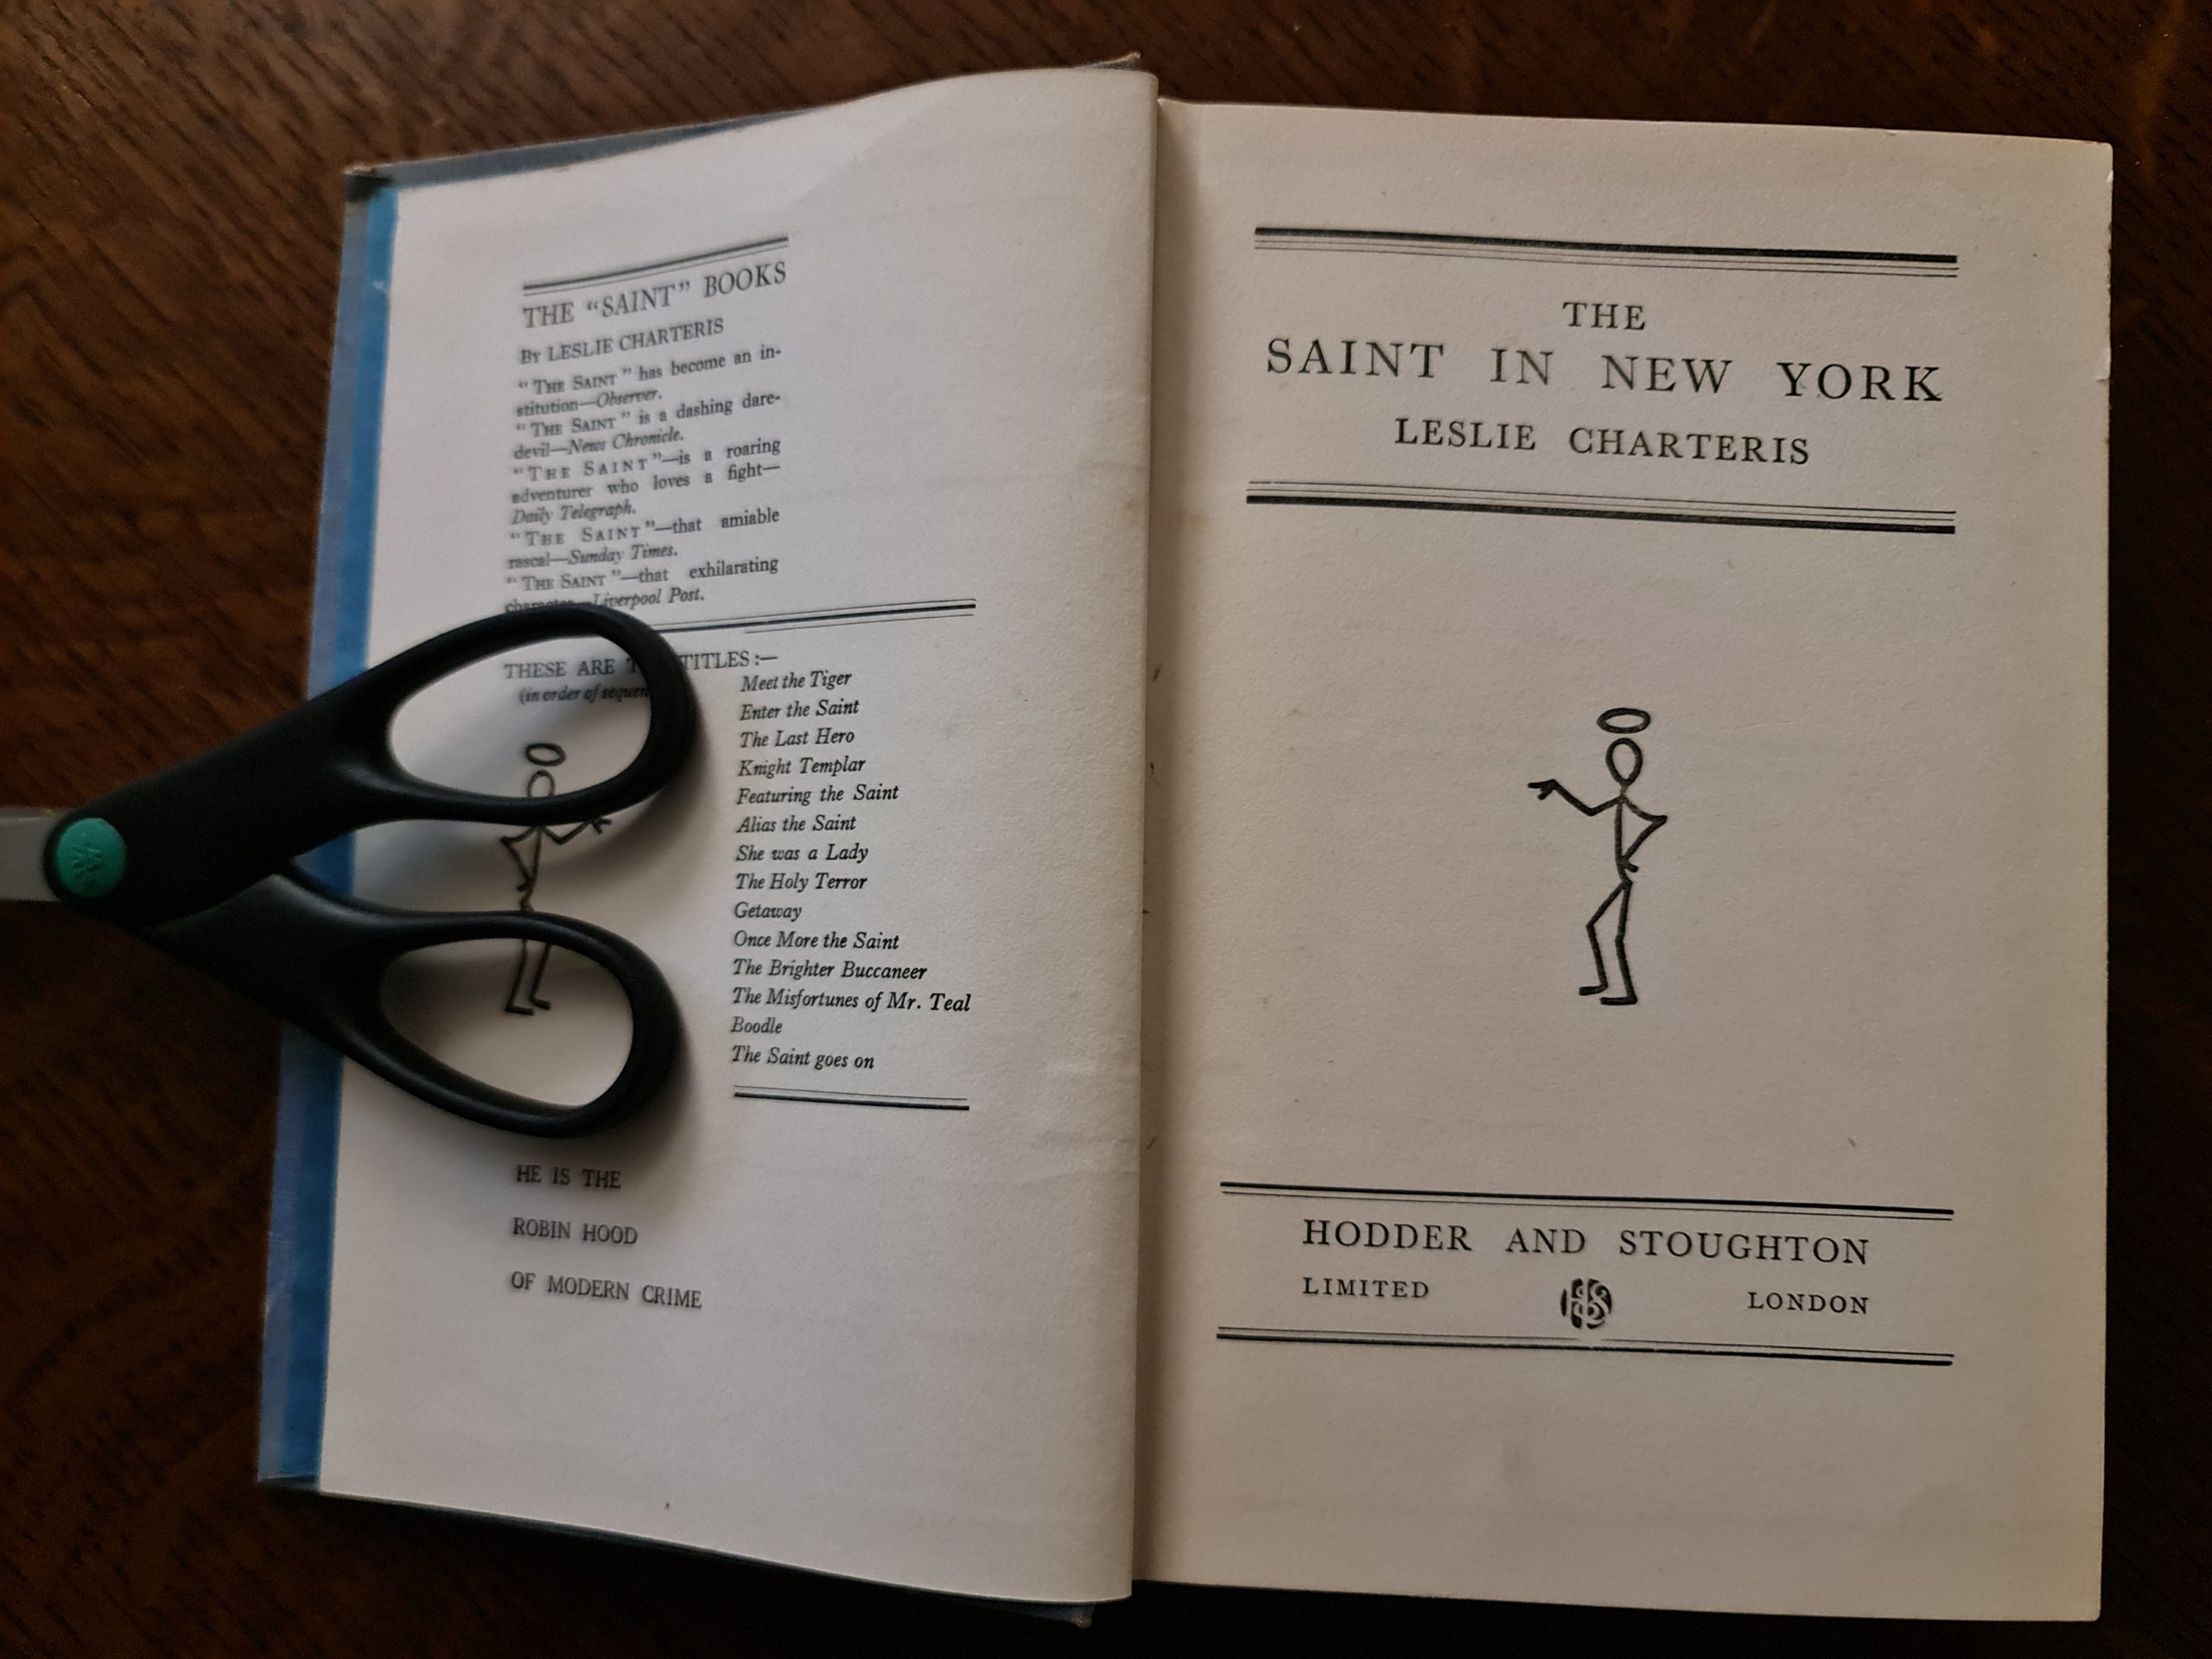 THE “SAINT” BOOKS
By LESLIE CHARTERIS
“THE SAINT” has become an in-
stitution—Observer.
“THE SAINT” is a dashing dare-
devil—News Chronicle.
“THE SAINT”—is a roaring
adventurer who loves a fight—
Daily Telegraph.
“THE SAINT”—that amiable
rascal—Sunday Times.
“THE SAINT”—that exhilarating
character—Liverpool Post.
THESE ARE TITLES :—
(in order of
Meet the Tiger
Enter the Saint
The Last Hero
Knight Templar
Featuring the Saint
Alias the Saint
She was a Lady
The Holy Terror
Getaway
Once More the Saint
The Brighter Buccaneer
The Misfortunes of Mr. Teal
Boodle
The Saint goes on
HE IS THE
ROBIN HOOD
OF MODERN CRIME
THE
SAINT IN NEW YORK
LESLIE CHARTERIS
HODDER AND STOUGHTON
LIMITED LONDON